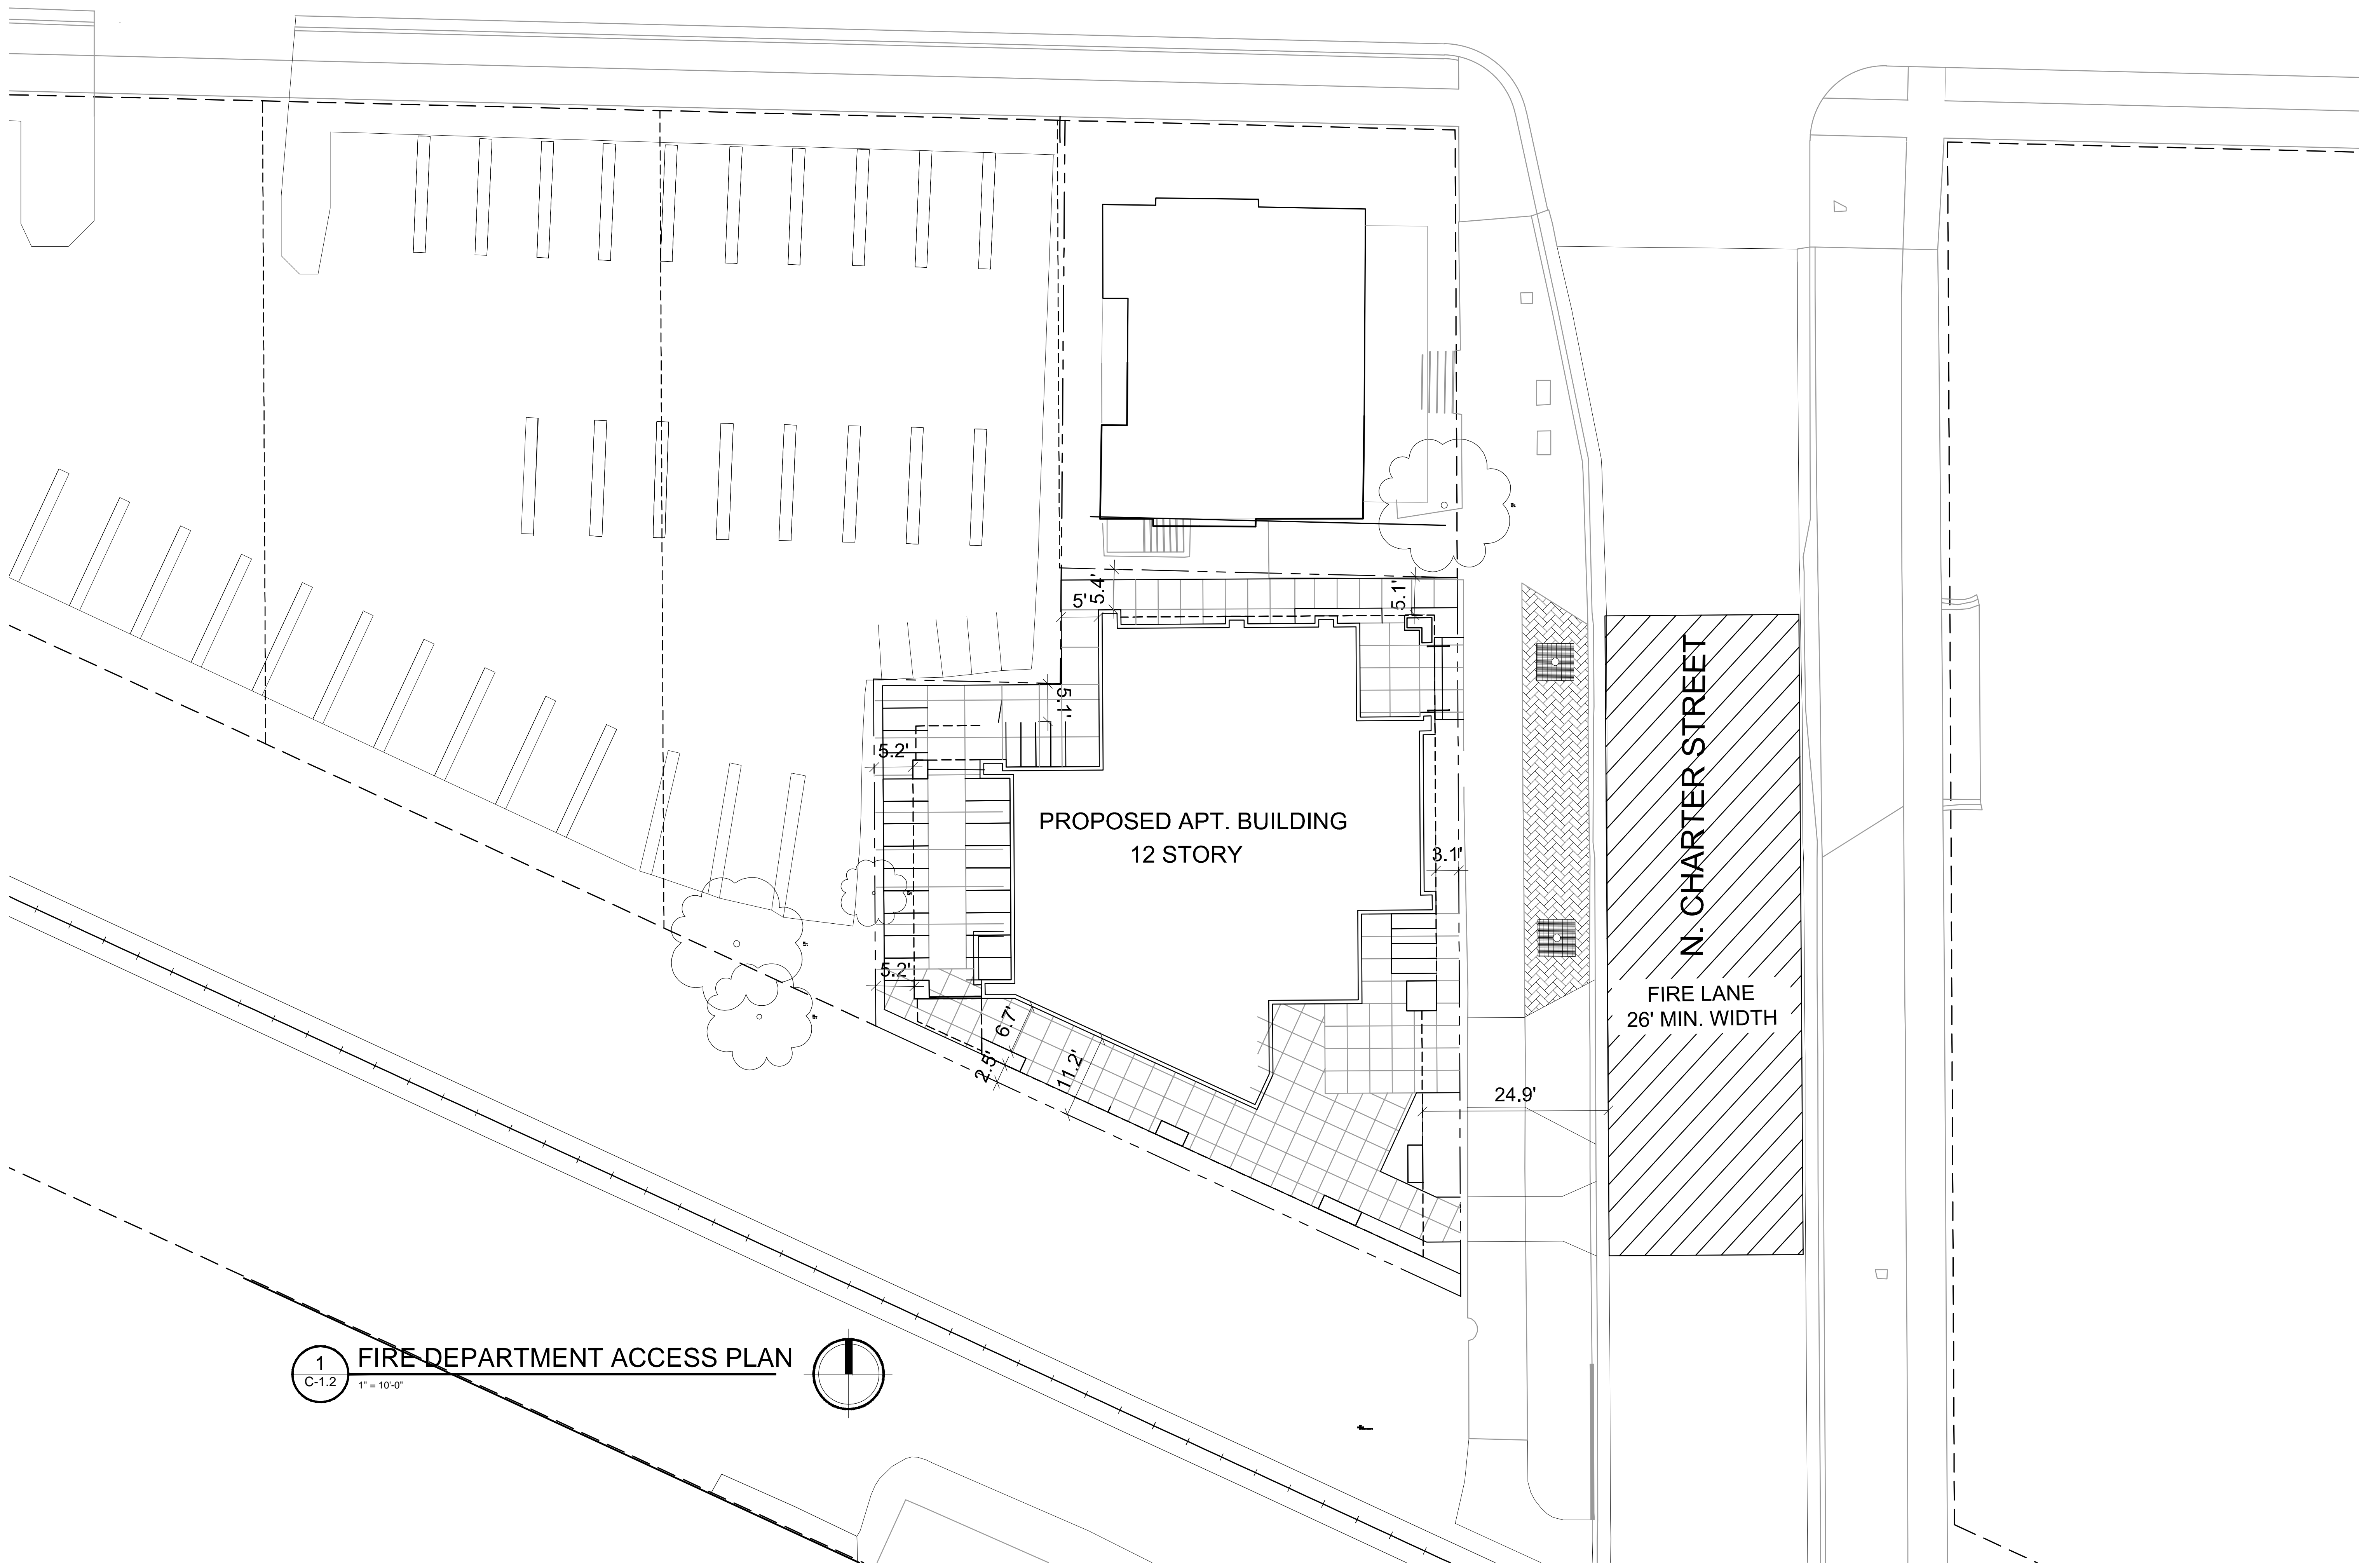 5.4'
5.1'
5'
5.1'
5.2'
PROPOSED APT. BUILDING
12 STORY
3.1'
N. CHARTER STREET
5.2'
FIRE LANE
26' MIN. WIDTH
6.7'
2.5'
11.2'
24.9'
1
C-1.2
FIRE DEPARTMENT ACCESS PLAN
1" = 10'-0"